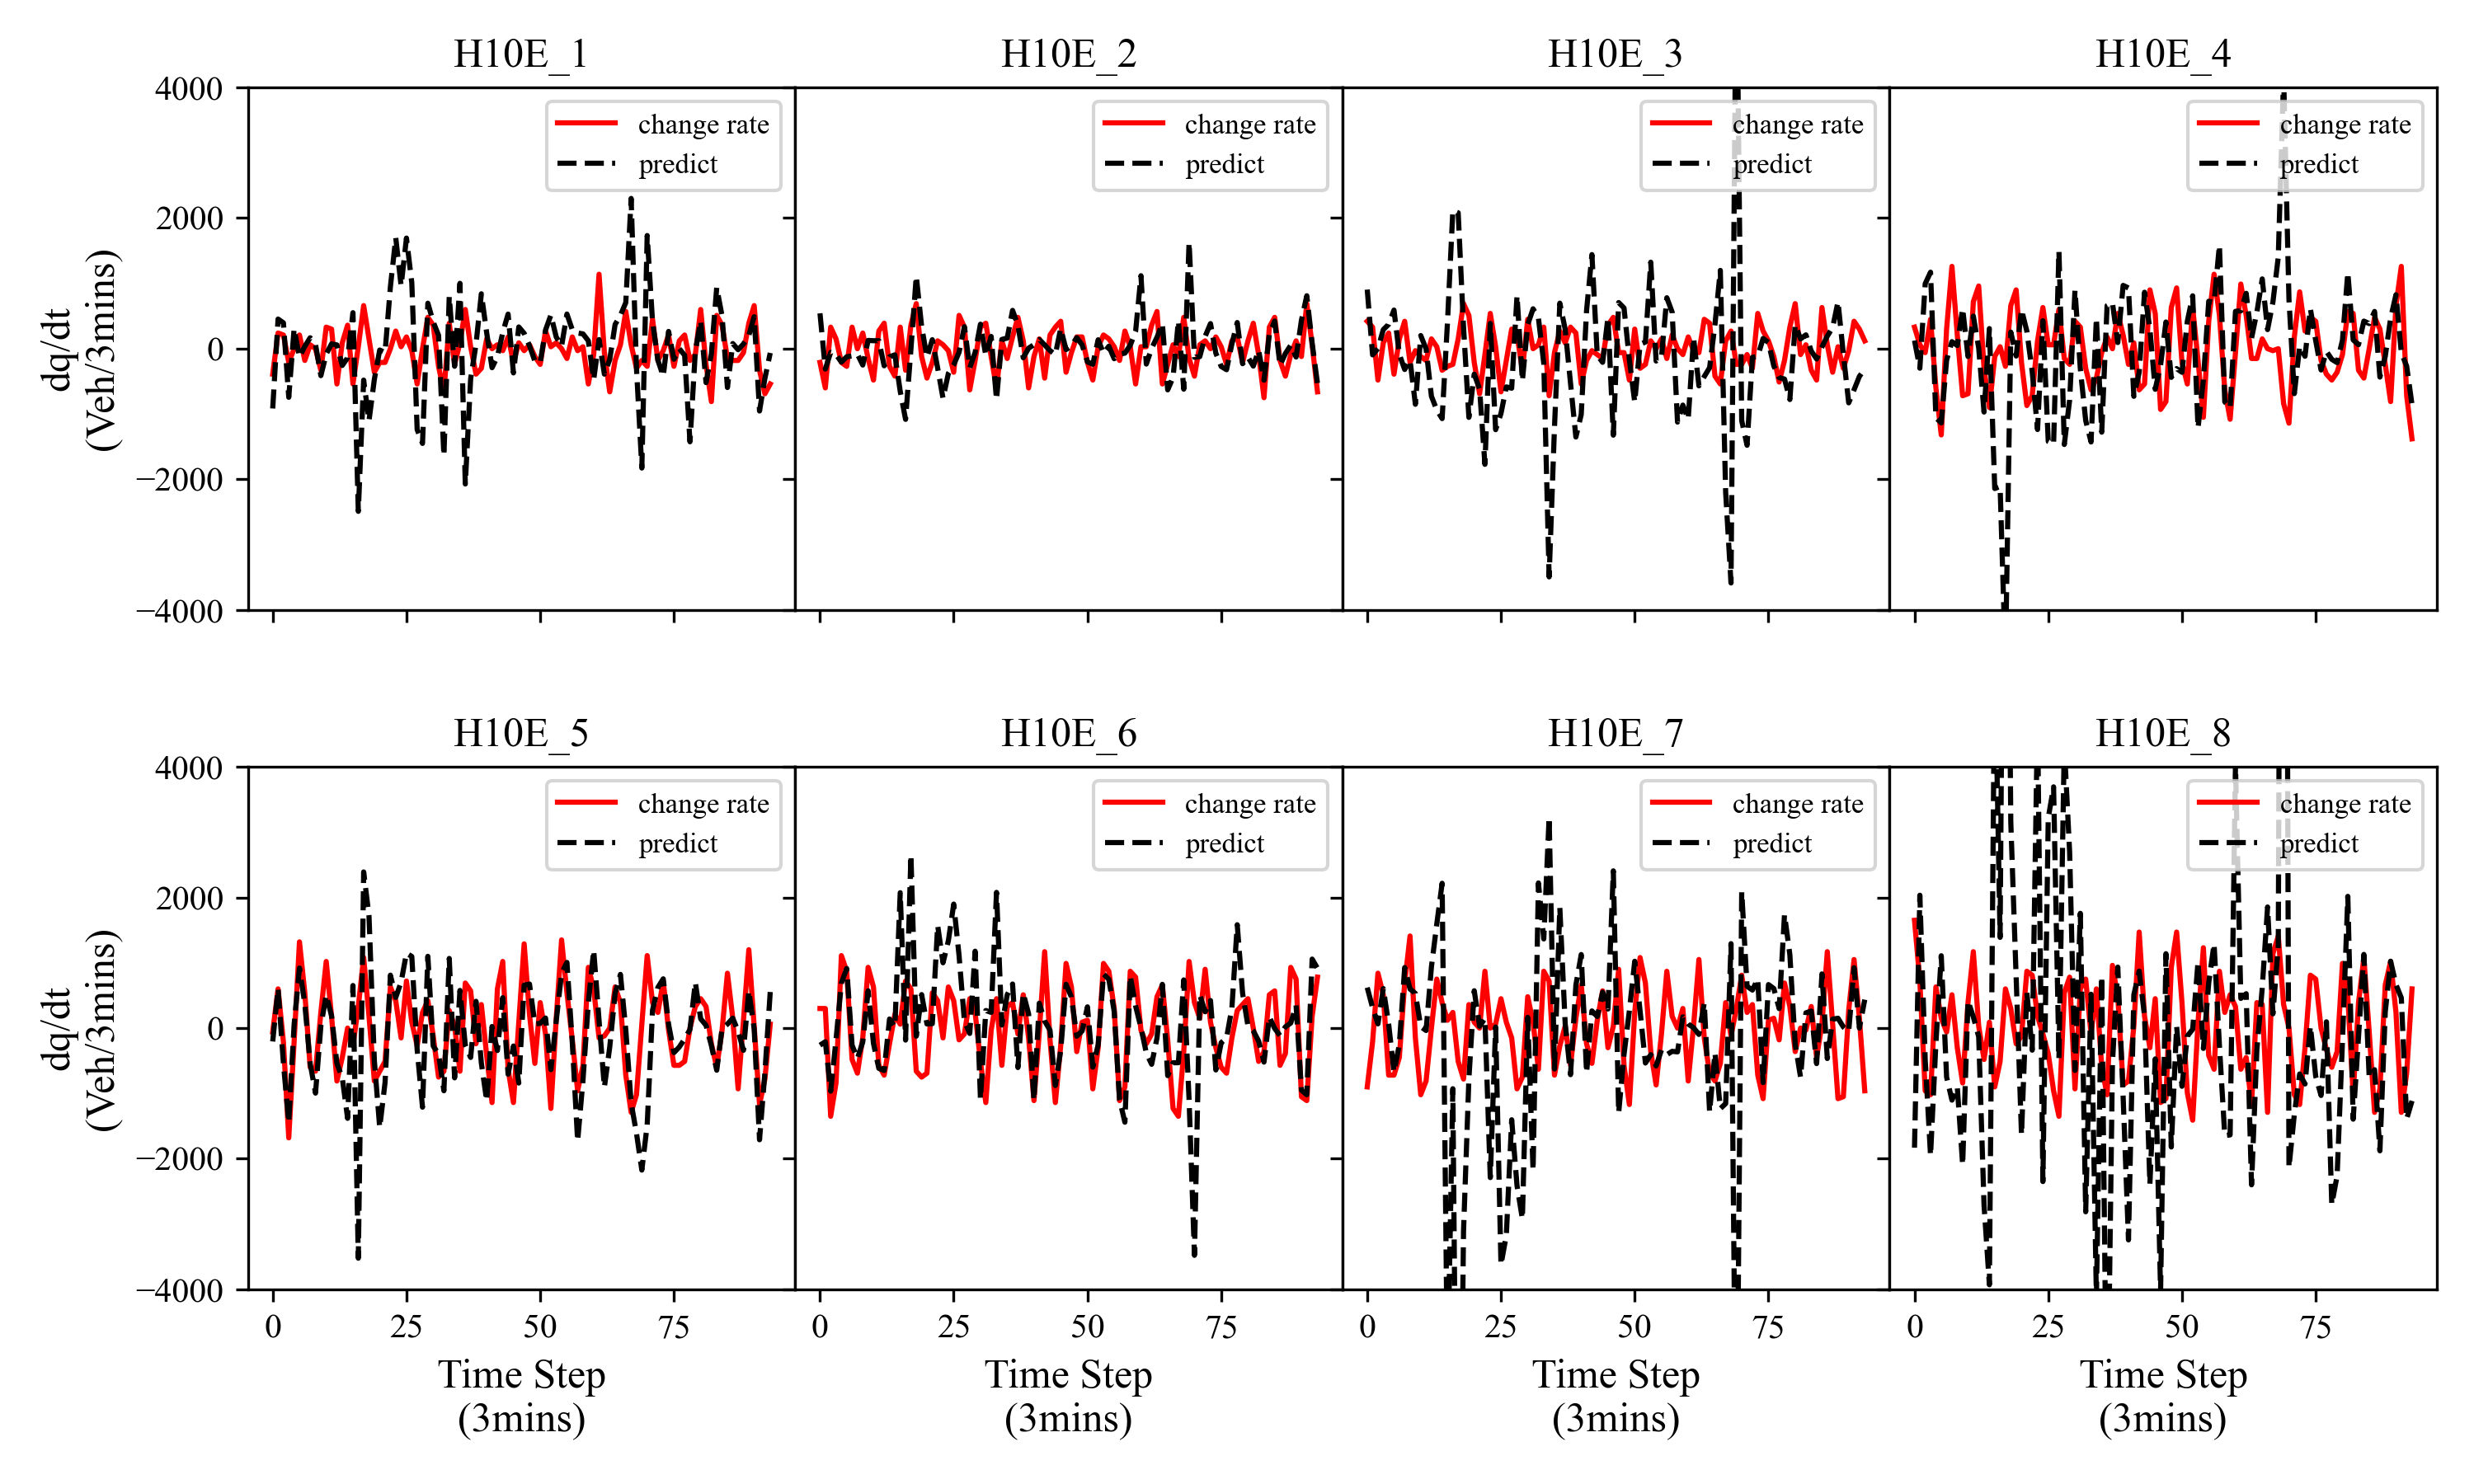 H10E_1
H10E_2
H10E_3
H10E_4
4000
2000
0
−2000
−4000
dq/dt
(Veh/3mins)
change rate
predict
change rate
predict
change rate
predict
change rate
predict
H10E_5
H10E_6
H10E_7
H10E_8
4000
2000
0
−2000
−4000
dq/dt
(Veh/3mins)
change rate
predict
change rate
predict
change rate
predict
change rate
predict
0 25 50 75
0 25 50 75
0 25 50 75
0 25 50 75
Time Step
(3mins)
Time Step
(3mins)
Time Step
(3mins)
Time Step
(3mins)